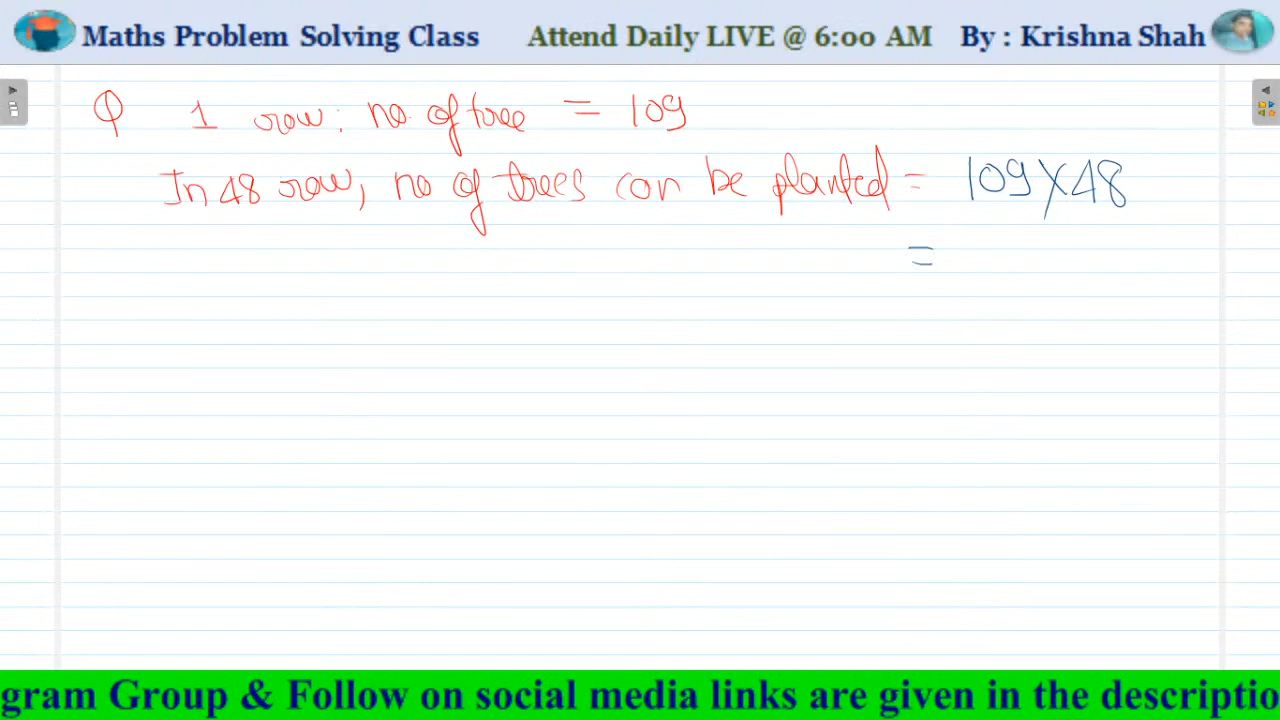 Maths Problem Solving Class Attend Daily LIVE @ 6:00 AM By : Krishna Shah
Q 1 row: no. of tree = 109
In 48 row, no of trees can be planted = 109×48
=
gram Group & Follow on social media links are given in the descriptio